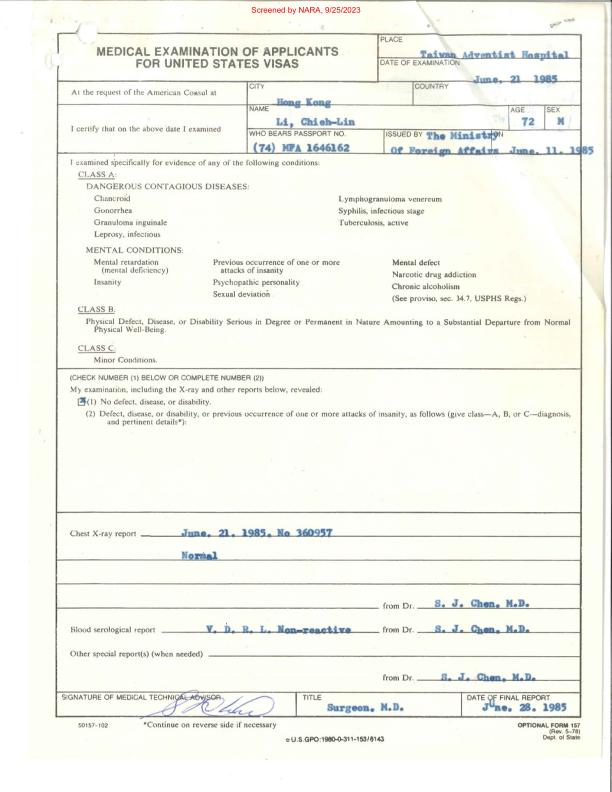 Screened by NARA, 9/25/2023
MEDICAL EXAMINATION OF APPLICANTS
FOR UNITED STATES VISAS
PLACE
Taiwan Adventist Hospital
DATE OF EXAMINATION
June. 21 1985
At the request of the American Consul at
CITY
Hong Kong
COUNTRY
I certify that on the above date I examined
NAME
Li, Chieh-Lin
AGE
72
SEX
M
WHO BEARS PASSPORT NO.
(74) MFA 1646162
ISSUED BY The Ministry
Of Foreign Affairs June. 11. 1985
I examined specifically for evidence of any of the following conditions:
CLASS A:
DANGEROUS CONTAGIOUS DISEASES:
Chancroid
Gonorrhea
Granuloma inguinale
Leprosy, infectious
Lymphogranuloma venereum
Syphilis, infectious stage
Tuberculosis, active
MENTAL CONDITIONS:
Mental retardation
(mental deficiency)
Insanity
Previous occurrence of one or more
attacks of insanity
Psychopathic personality
Sexual deviation
Mental defect
Narcotic drug addiction
Chronic alcoholism
(See proviso, sec. 34.7, USPHS Regs.)
CLASS B:
Physical Defect, Disease, or Disability Serious in Degree or Permanent in Nature Amounting to a Substantial Departure from Normal
Physical Well-Being.
CLASS C:
Minor Conditions.
(CHECK NUMBER (1) BELOW OR COMPLETE NUMBER (2))
My examination, including the X-ray and other reports below, revealed:
(1) No defect, disease, or disability.
(2) Defect, disease, or disability, or previous occurrence of one or more attacks of insanity, as follows (give class—A, B, or C—diagnosis,
and pertinent details*):
Chest X-ray report June. 21. 1985. No 360957
Normal
from Dr. S. J. Chen, M.D.
Blood serological report V. D. R. L. Non-reactive from Dr. S. J. Chen, M.D.
Other special report(s) (when needed)
from Dr. S. J. Chen, M.D.
SIGNATURE OF MEDICAL TECHNICAL ADVISOR
TITLE
Surgeon. M.D.
DATE OF FINAL REPORT
June. 28. 1985
50157-102
*Continue on reverse side if necessary
OPTIONAL FORM 157
(Rev. 5-78)
Dept. of State
U.S.GPO:1980-0-311-153/6143